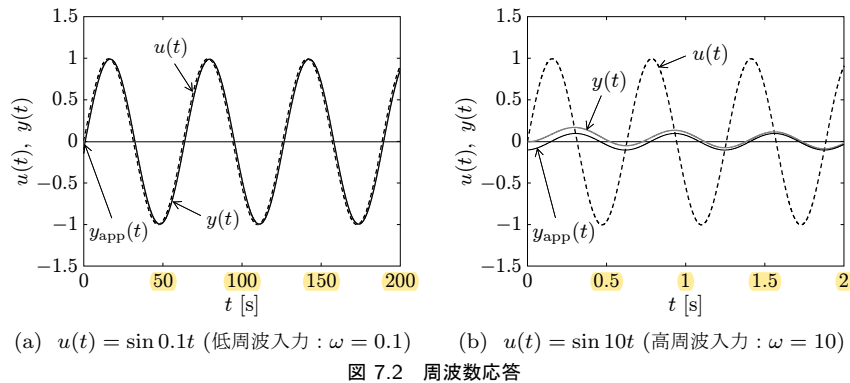 1.5
1
0.5
0
−0.5
−1
−1.5
u(t), y(t)
u(t)
y(t)
y_app(t)
0 50 100 150 200
t [s]
(a) u(t) = sin 0.1t (低周波入力：ω = 0.1)
1.5
1
0.5
0
−0.5
−1
−1.5
u(t), y(t)
u(t)
y(t)
y_app(t)
0 0.5 1 1.5 2
t [s]
(b) u(t) = sin 10t (高周波入力：ω = 10)
図 7.2 周波数応答